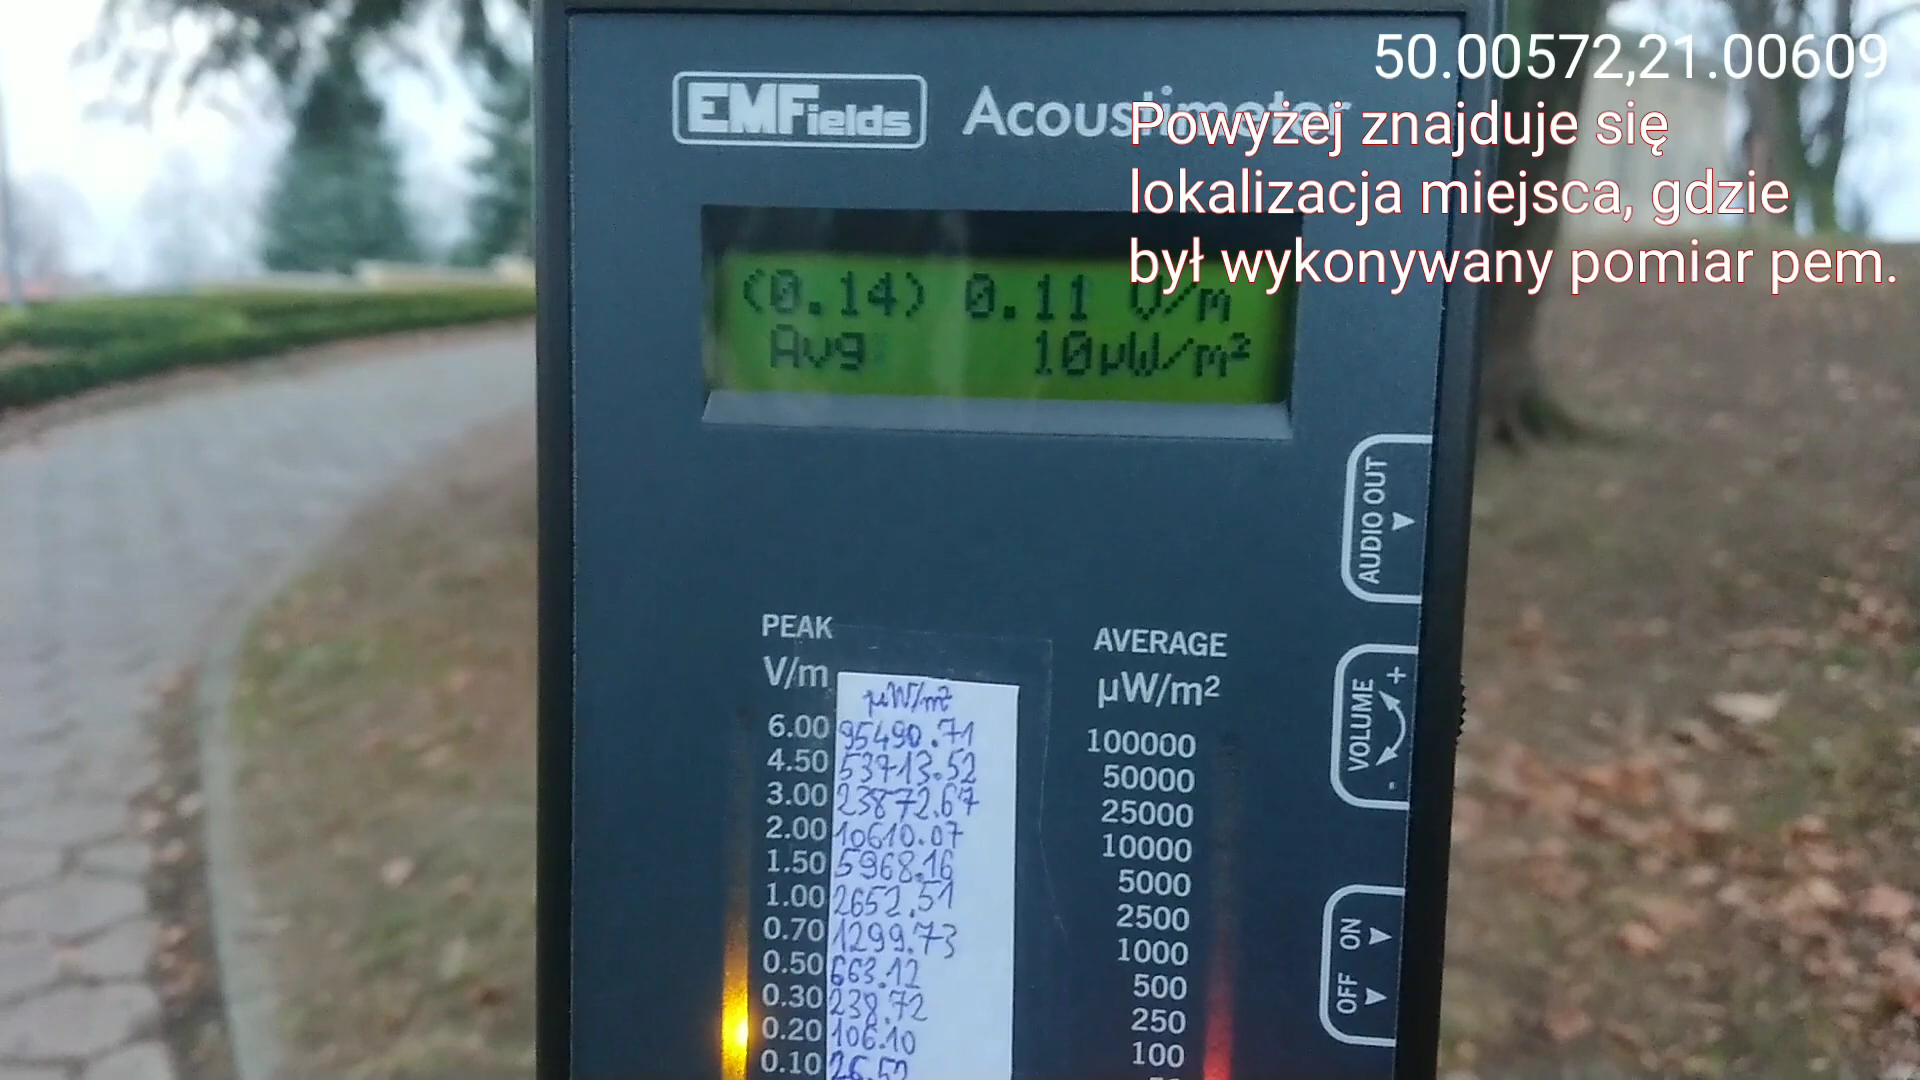 50.00572,21.00609
EMFields Acoustimeter
Powyżej znajduje się
lokalizacja miejsca, gdzie
był wykonywany pomiar pem.
(0.14) 0.11 V/m
Avg 10µW/m²
AUDIO OUT
VOLUME
+
-
OFF ON
PEAK
V/m
µW/m²
6.00 95490.71
4.50 53713.52
3.00 23872.67
2.00 10610.07
1.50 5968.16
1.00 2652.51
0.70 1299.73
0.50 663.12
0.30 238.72
0.20 106.10
0.10 26.52
AVERAGE
µW/m²
100000
50000
25000
10000
5000
2500
1000
500
250
100